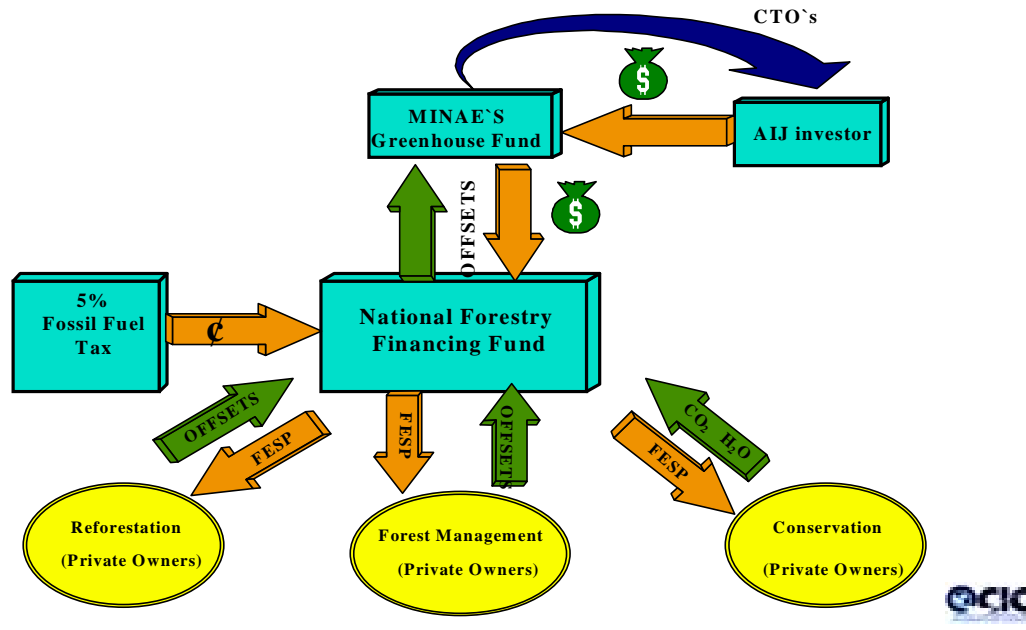 CTO`s
$
MINAE`S
Greenhouse Fund
AIJ investor
OFFSETS
$
5%
Fossil Fuel
Tax
₵
National Forestry
Financing Fund
OFFSETS
FESP
FESP
OFFSETS
FESP
CO₂ H₂O
Reforestation
(Private Owners)
Forest Management
(Private Owners)
Conservation
(Private Owners)